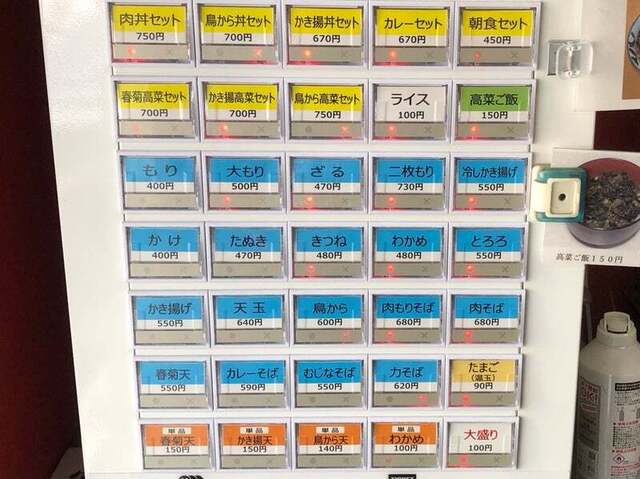 肉丼セット
750円
鳥から丼セット
700円
かき揚丼セット
670円
カレーセット
670円
朝食セット
450円
春菊高菜セット
700円
かき揚高菜セット
700円
鳥から高菜セット
750円
ライス
100円
高菜ご飯
150円
もり
400円
大もり
500円
ざる
470円
二枚もり
730円
冷しかき揚げ
550円
かけ
400円
たぬき
470円
きつね
480円
わかめ
480円
とろろ
550円
かき揚げ
550円
天玉
640円
鳥から
600円
肉もりそば
680円
肉そば
680円
春菊天
550円
カレーそば
590円
むじなそば
550円
力そば
620円
たまご
(温玉)
90円
単品
春菊天
150円
単品
かき揚天
150円
単品
鳥から天
140円
単品
わかめ
100円
大盛り
100円
高菜ご飯150円